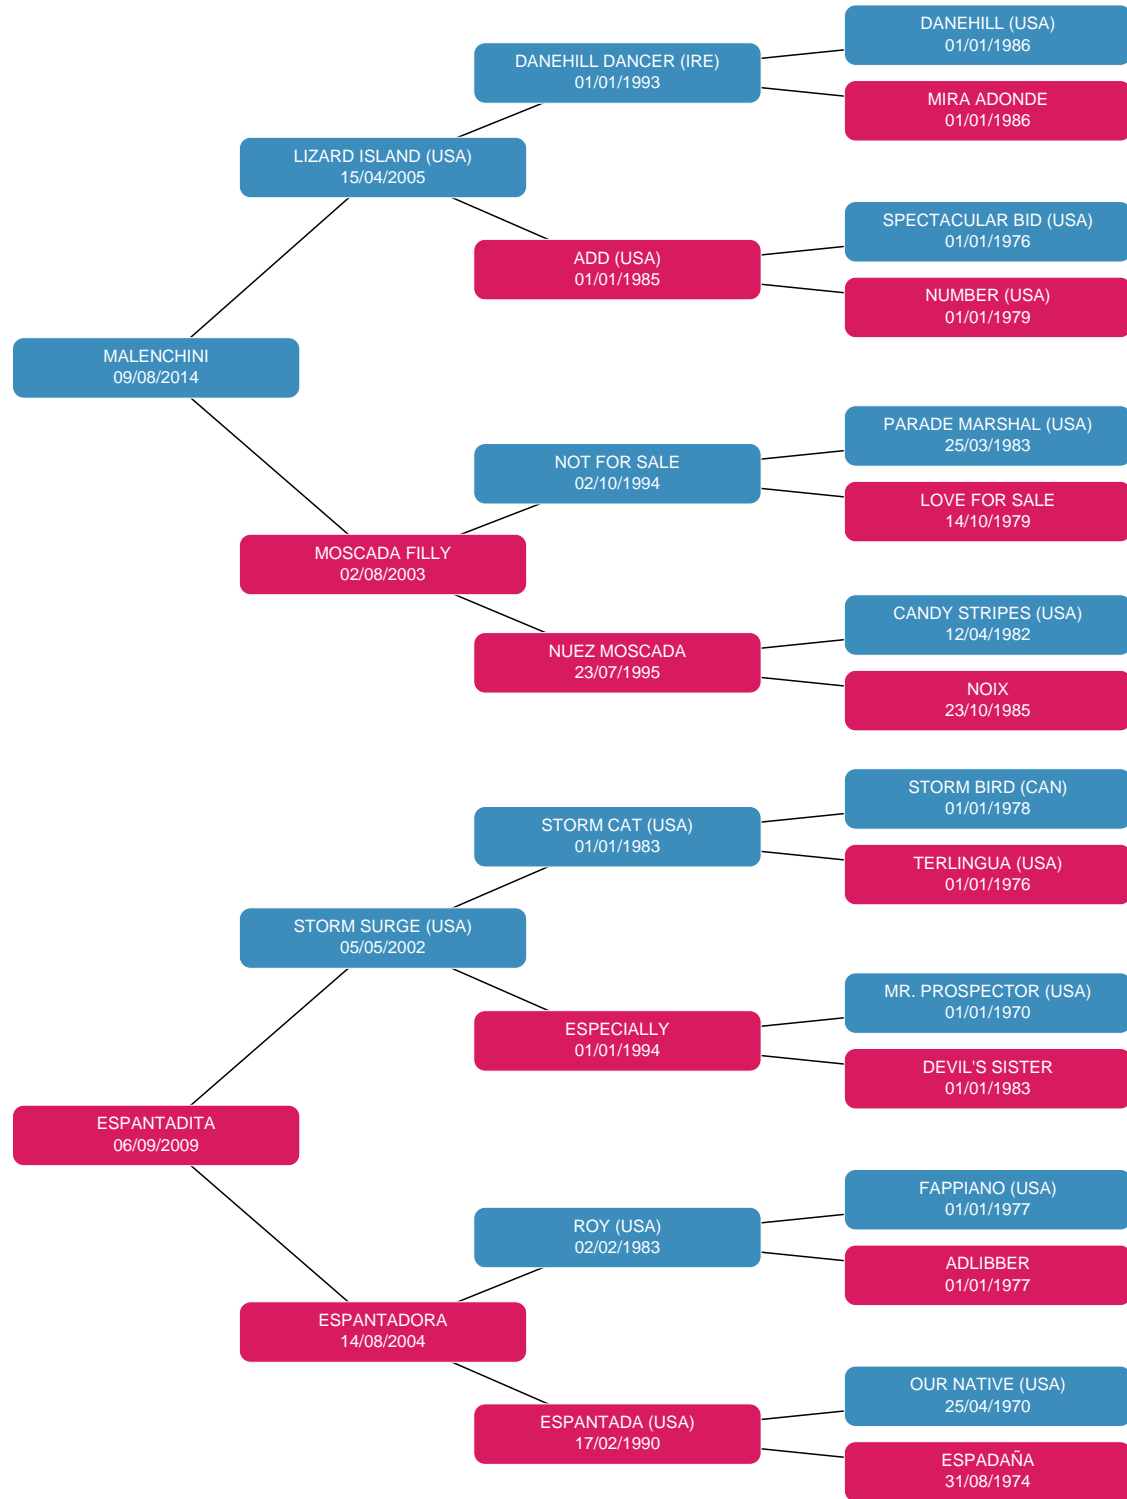 DANEHILL (USA)
01/01/1986
DANEHILL DANCER (IRE)
01/01/1993
MIRA ADONDE
01/01/1986
LIZARD ISLAND (USA)
15/04/2005
SPECTACULAR BID (USA)
01/01/1976
ADD (USA)
01/01/1985
NUMBER (USA)
01/01/1979
MALENCHINI
09/08/2014
PARADE MARSHAL (USA)
25/03/1983
NOT FOR SALE
02/10/1994
LOVE FOR SALE
14/10/1979
MOSCADA FILLY
02/08/2003
CANDY STRIPES (USA)
12/04/1982
NUEZ MOSCADA
23/07/1995
NOIX
23/10/1985
STORM BIRD (CAN)
01/01/1978
STORM CAT (USA)
01/01/1983
TERLINGUA (USA)
01/01/1976
STORM SURGE (USA)
05/05/2002
MR. PROSPECTOR (USA)
01/01/1970
ESPECIALLY
01/01/1994
DEVIL'S SISTER
01/01/1983
ESPANTADITA
06/09/2009
FAPPIANO (USA)
01/01/1977
ROY (USA)
02/02/1983
ADLIBBER
01/01/1977
ESPANTADORA
14/08/2004
OUR NATIVE (USA)
25/04/1970
ESPANTADA (USA)
17/02/1990
ESPADAÑA
31/08/1974